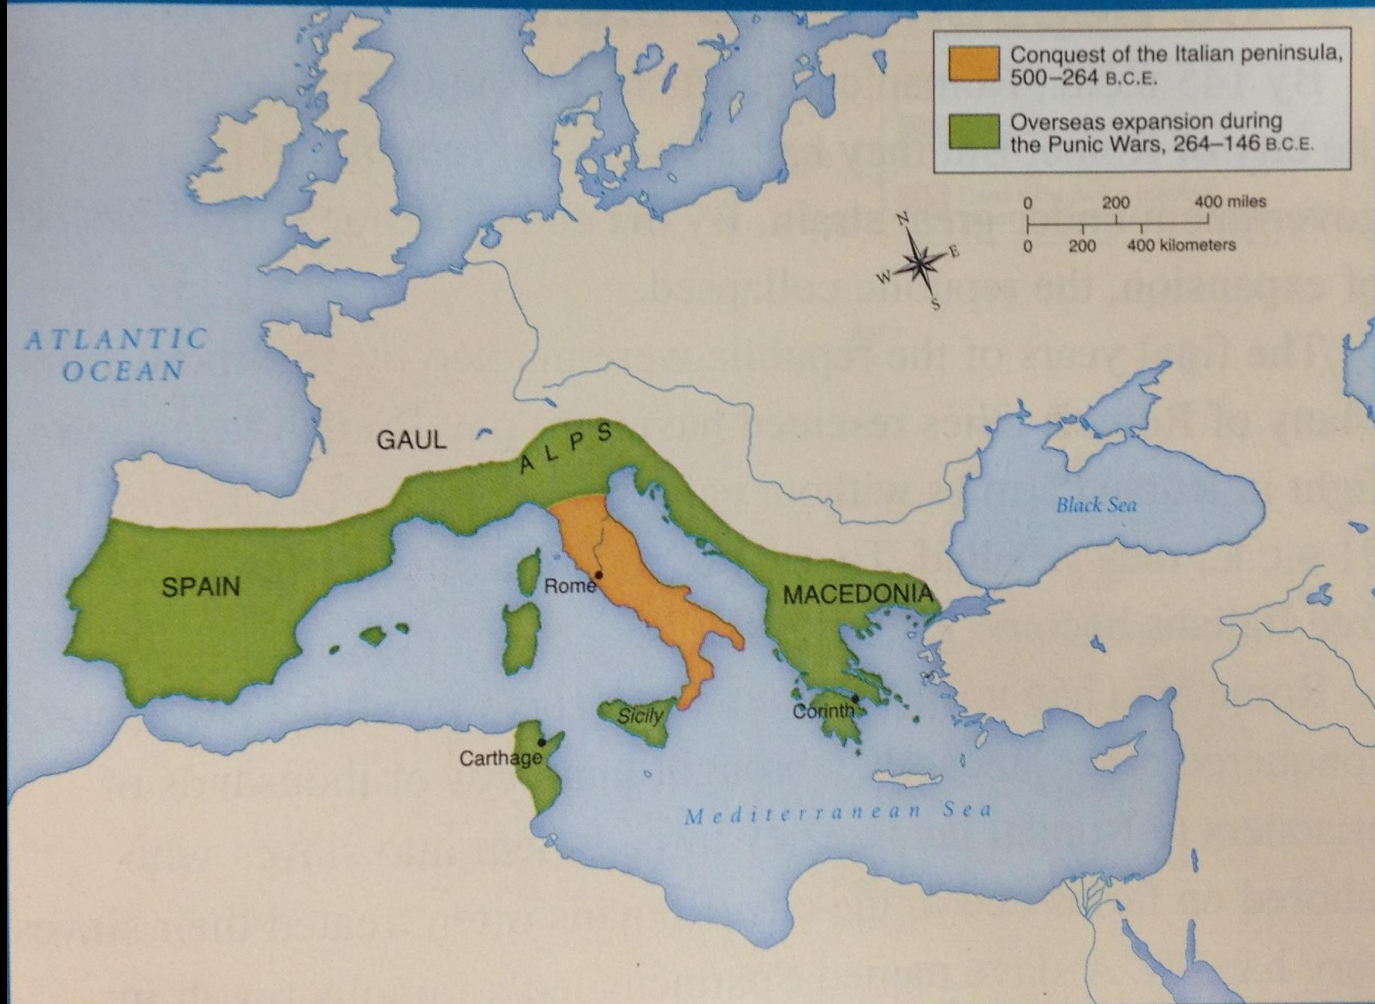 Conquest of the Italian peninsula,
500–264 B.C.E.
Overseas expansion during
the Punic Wars, 264–146 B.C.E.
0 200 400 miles
0 200 400 kilometers
N
W E
S
ATLANTIC
OCEAN
GAUL
ALPS
Black Sea
SPAIN
Rome
MACEDONIA
Sicily
Corinth
Carthage
Mediterranean Sea